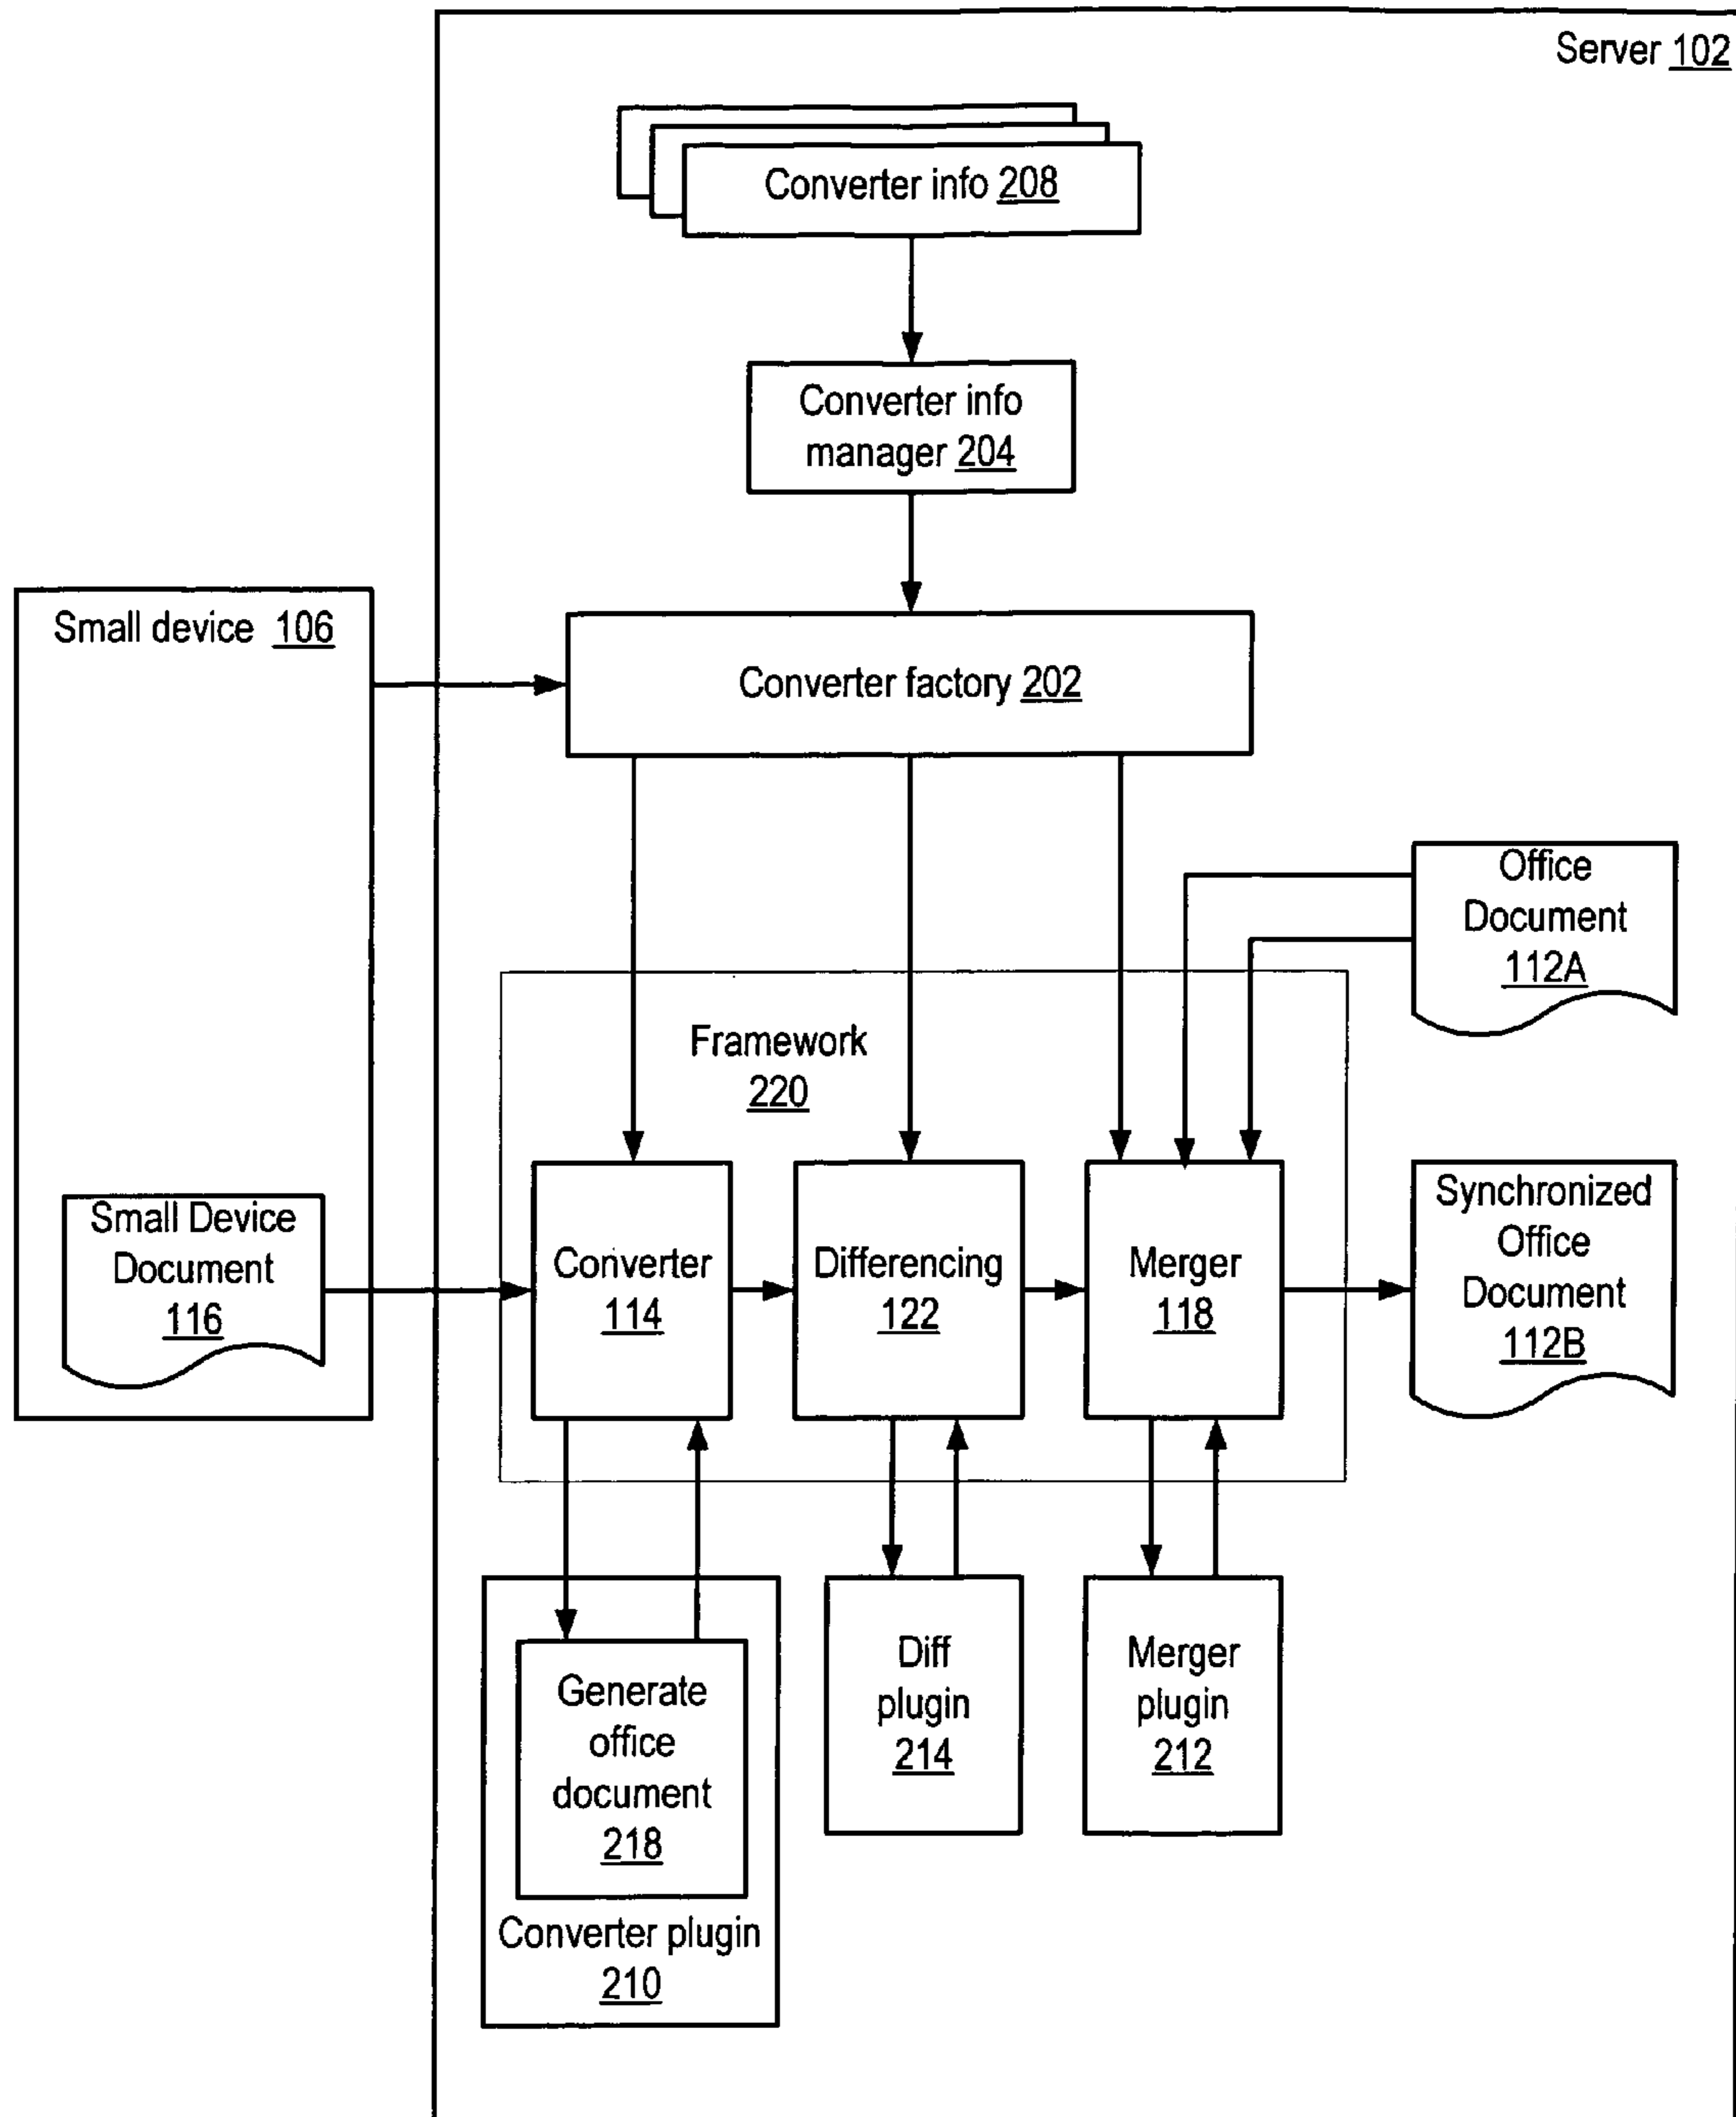 Server 102
Converter info 208
Converter info
manager 204
Small device 106
Converter factory 202
Office
Document
112A
Framework
220
Small Device
Document
116
Converter
114
Differencing
122
Merger
118
Synchronized
Office
Document
112B
Generate
office
document
218
Converter plugin
210
Diff
plugin
214
Merger
plugin
212